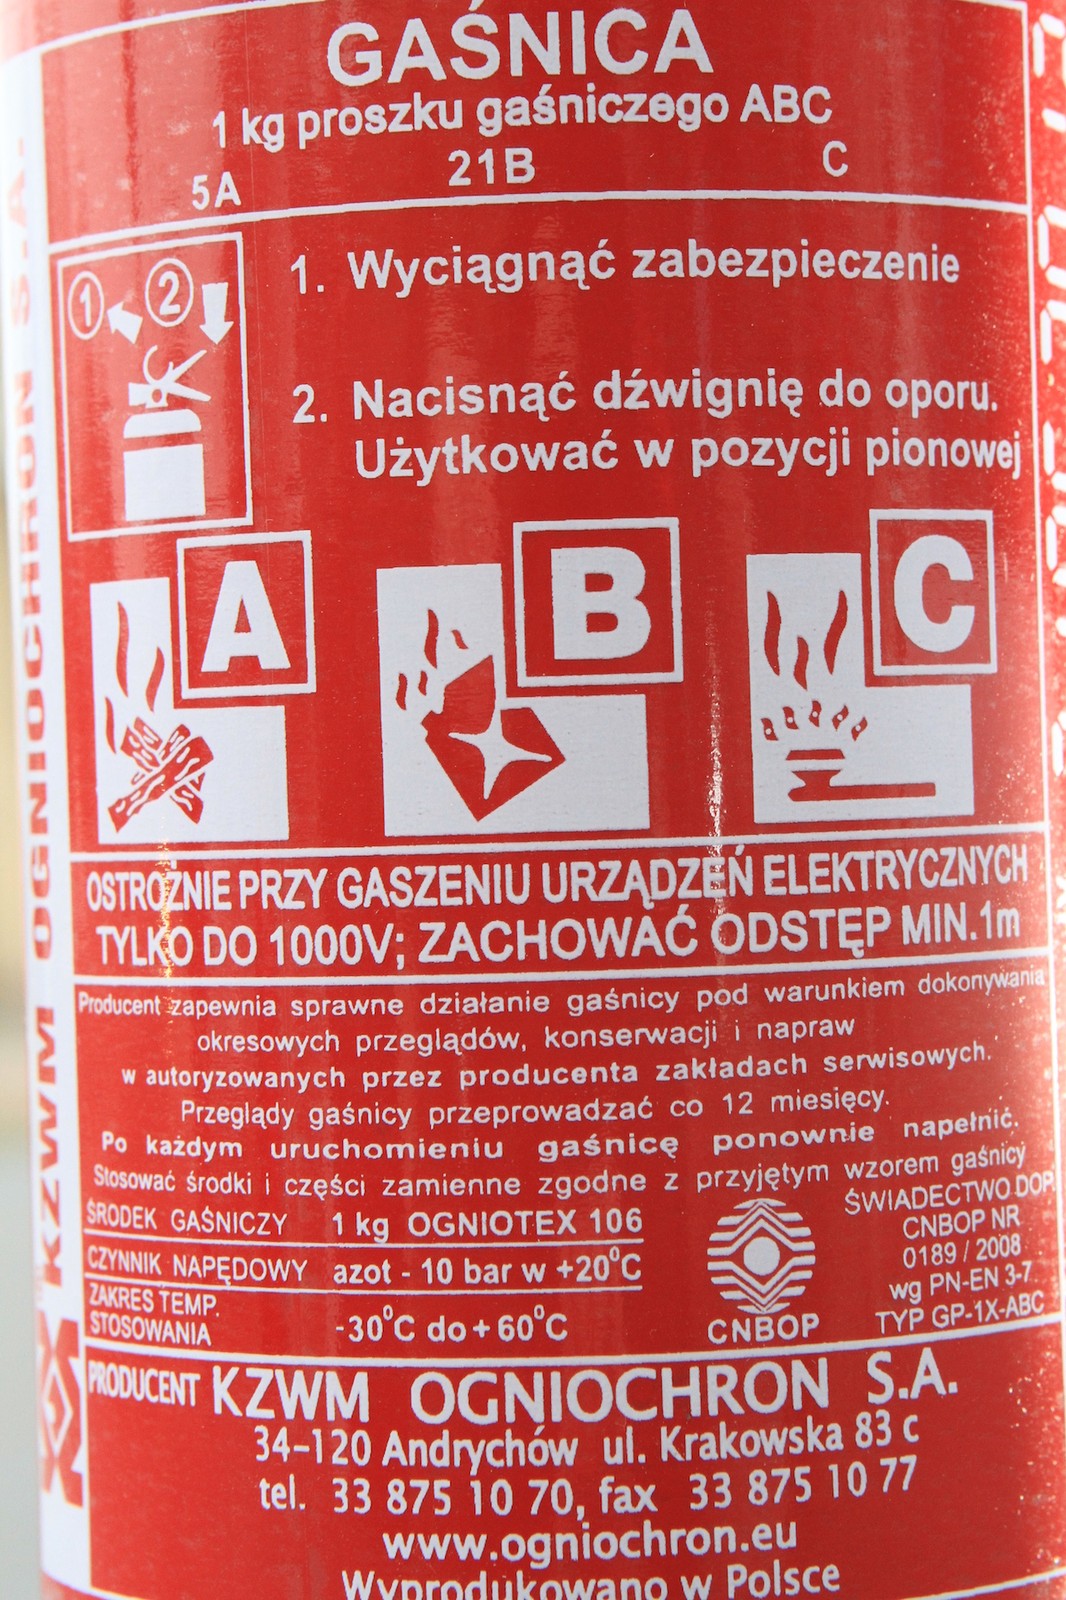 GAŚNICA
1 kg proszku gaśniczego ABC
5A 21B C
1 2
1. Wyciągnąć zabezpieczenie
2. Nacisnąć dźwignię do oporu.
Użytkować w pozycji pionowej
A B C
OSTROŻNIE PRZY GASZENIU URZĄDZEŃ ELEKTRYCZNYCH
TYLKO DO 1000V; ZACHOWAĆ ODSTĘP MIN.1m
Producent zapewnia sprawne działanie gaśnicy pod warunkiem dokonywania
okresowych przeglądów, konserwacji i napraw
w autoryzowanych przez producenta zakładach serwisowych.
Przeglądy gaśnicy przeprowadzać co 12 miesięcy.
Po każdym uruchomieniu gaśnicę ponownie napełnić.
Stosować środki i części zamienne zgodne z przyjętym wzorem gaśnicy
ŚRODEK GAŚNICZY 1 kg OGNIOTEX 106
CZYNNIK NAPĘDOWY azot - 10 bar w +20°C
ZAKRES TEMP.
STOSOWANIA -30°C do + 60°C
CNBOP
ŚWIADECTWO DOP.
CNBOP NR
0189 / 2008
wg PN-EN 3-7
TYP GP-1X-ABC
PRODUCENT KZWM OGNIOCHRON S.A.
34-120 Andrychów ul. Krakowska 83 c
tel. 33 875 10 70, fax 33 875 10 77
www.ogniochron.eu
Wyprodukowano w Polsce
KZWM OGNIOCHRON S.A.